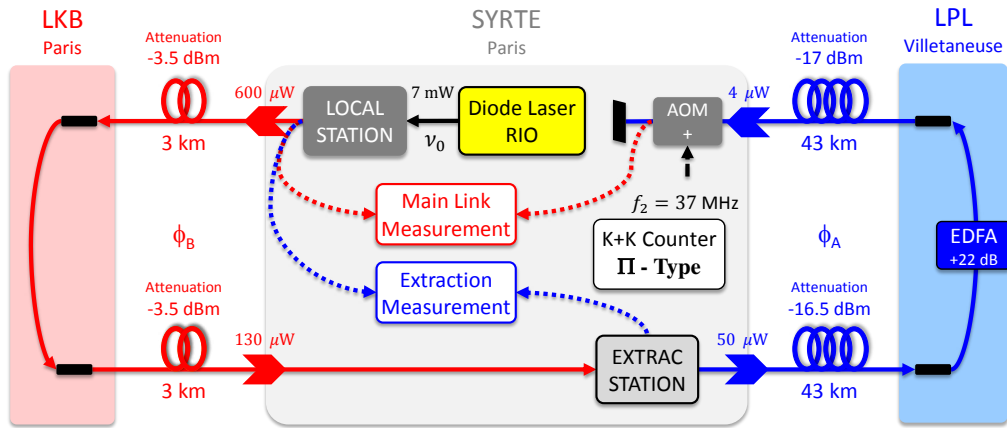 LKB
Paris
SYRTE
Paris
LPL
Villetaneuse
Attenuation
-3.5 dBm
3 km
600 μW
LOCAL
STATION
7 mW
ν₀
Diode Laser
RIO
AOM
+
4 μW
Attenuation
-17 dBm
43 km
Main Link
Measurement
f₂ = 37 MHz
K+K Counter
Π - Type
ϕB
ϕA
EDFA
+22 dB
Extraction
Measurement
Attenuation
-3.5 dBm
3 km
130 μW
EXTRAC
STATION
50 μW
Attenuation
-16.5 dBm
43 km